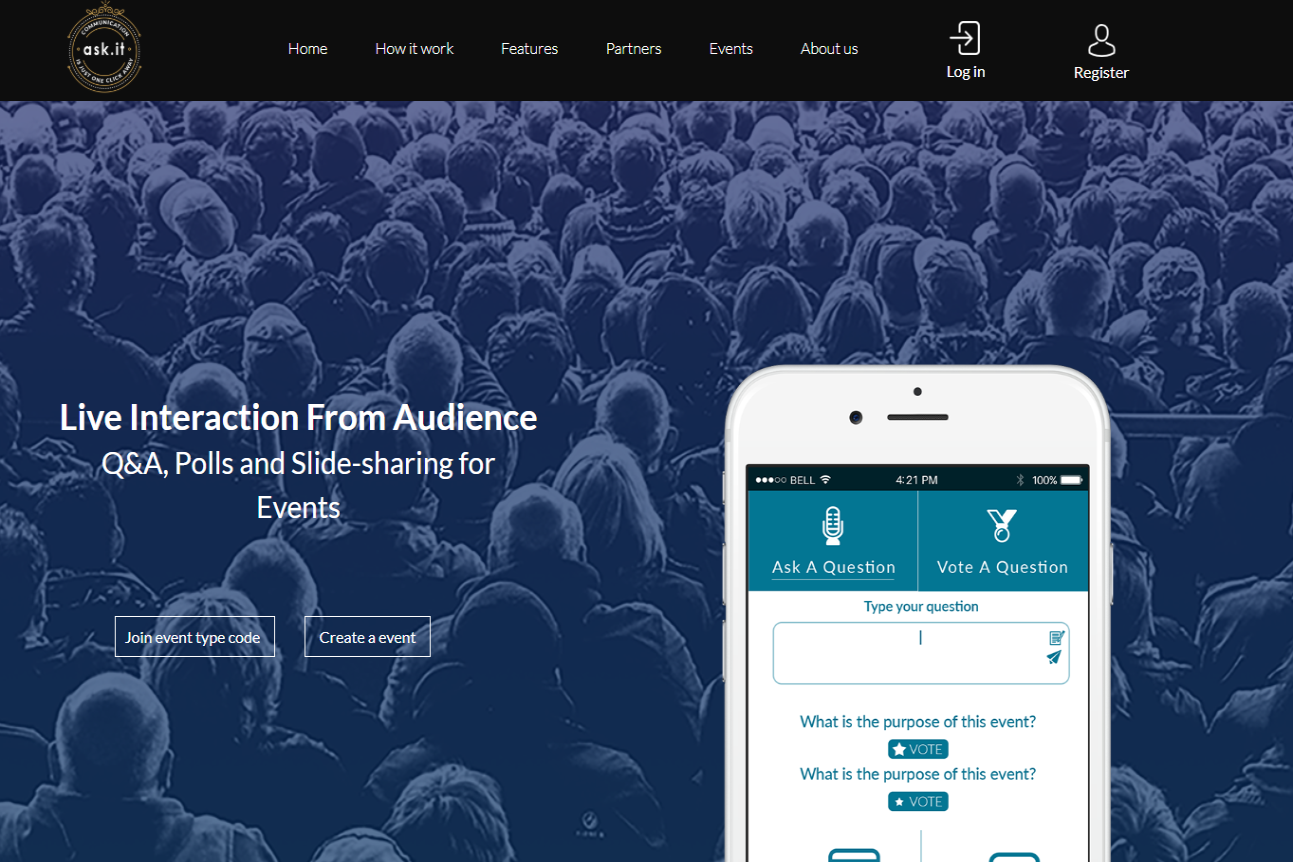 COMMUNICATION
ask.it
IS JUST ONE CLICK AWAY
Home
How it work
Features
Partners
Events
About us
Log in
Register
Live Interaction From Audience
Q&A, Polls and Slide-sharing for
Events
Join event type code
Create a event
BELL
4:21 PM
100%
Ask A Question
Vote A Question
Type your question
What is the purpose of this event?
VOTE
What is the purpose of this event?
VOTE